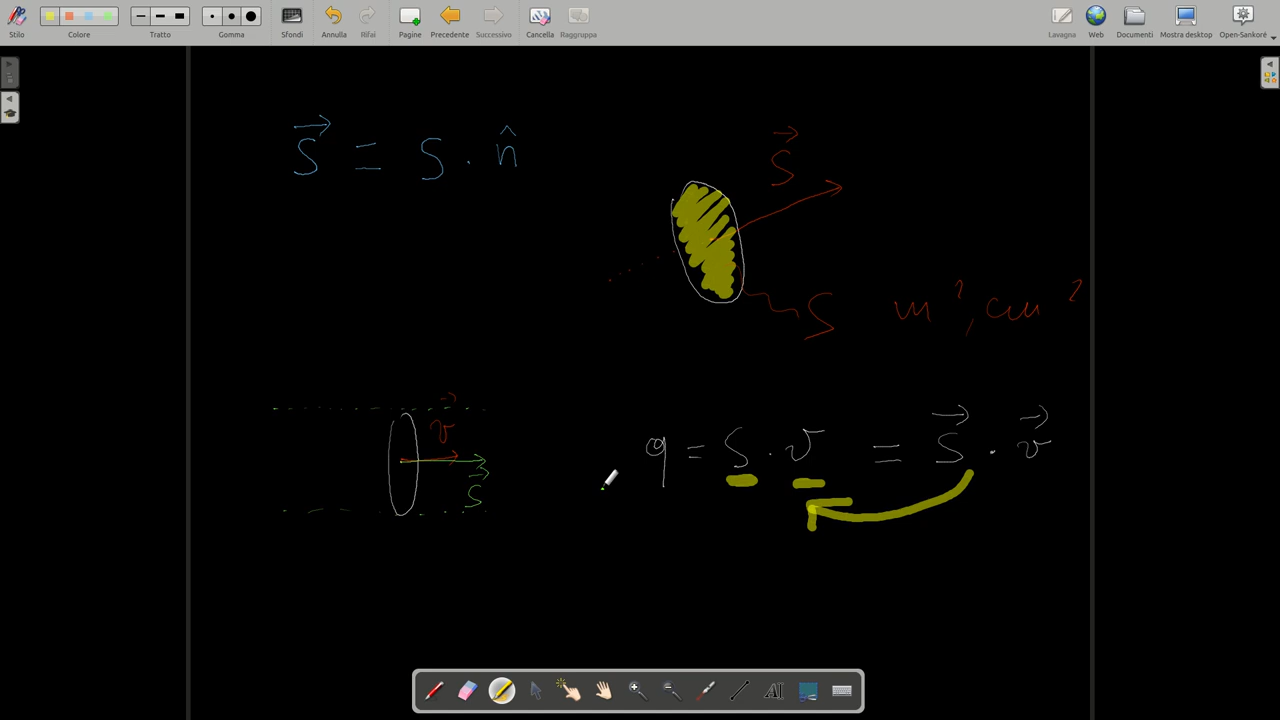 Stilo Colore Tratto Gomma Sfondi Annulla Rifai Pagine Precedente Successivo Cancella Raggruppa Lavagna Web Documenti Mostra desktop Open-Sankoré
S⃗ = S · n̂
S⃗
S m², cm²
v⃗
S⃗
q = S · v = S⃗ · v⃗
AI